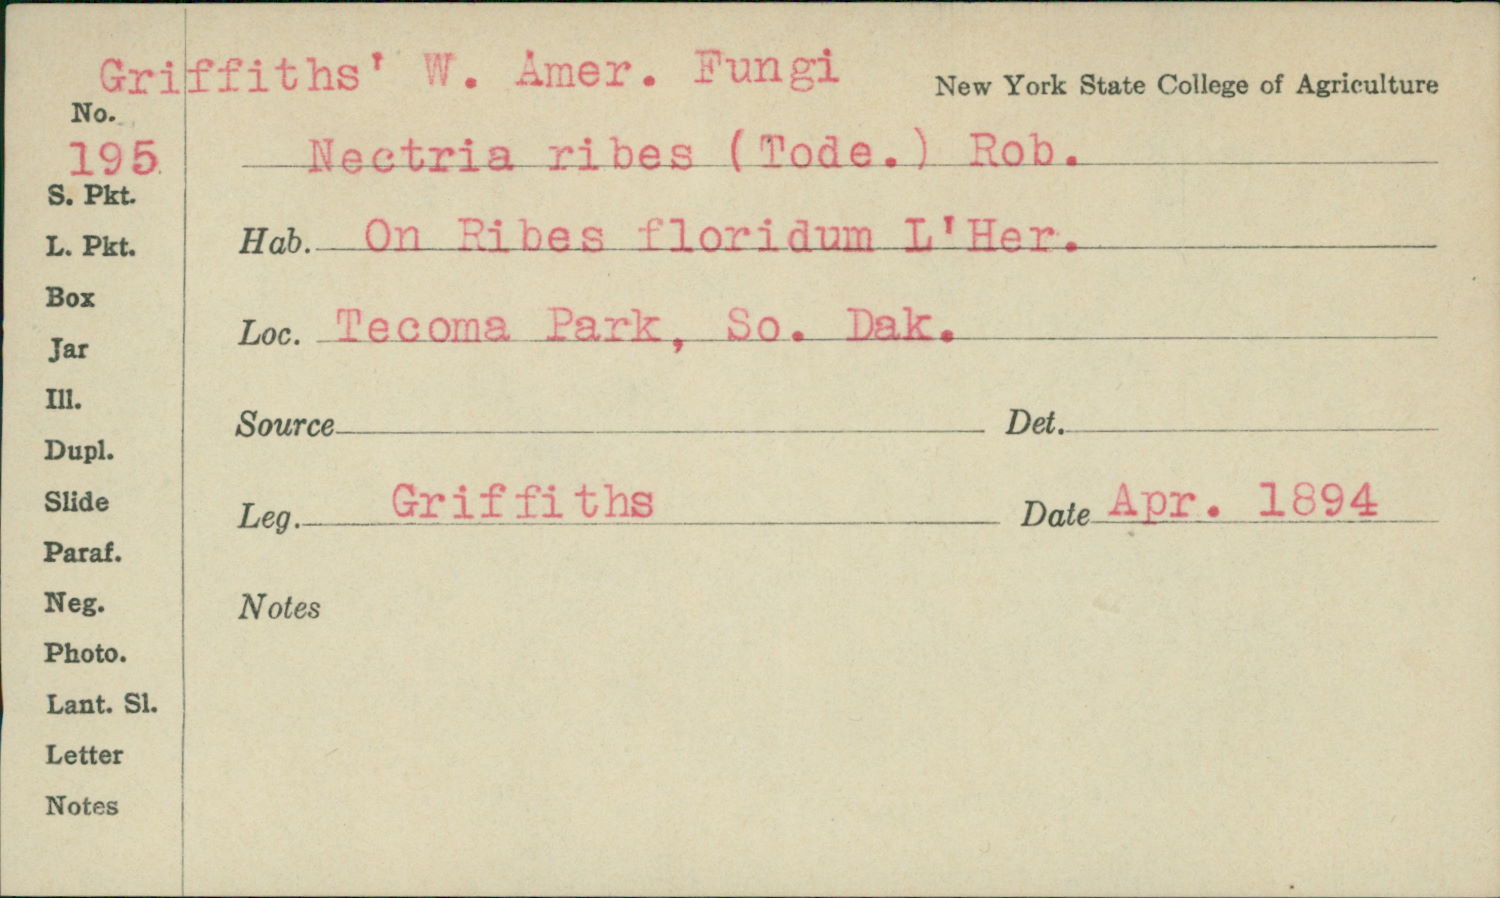 Griffiths' W. Amer. Fungi
New York State College of Agriculture
No.
195
Nectria ribes (Tode.) Rob.
S. Pkt.
L. Pkt.
Hab. On Ribes floridum L'Her.
Box
Loc. Tecoma Park, So. Dak.
Jar
Ill.
Source Det.
Dupl.
Slide
Leg. Griffiths Date Apr. 1894
Paraf.
Neg.
Notes
Photo.
Lant. Sl.
Letter
Notes